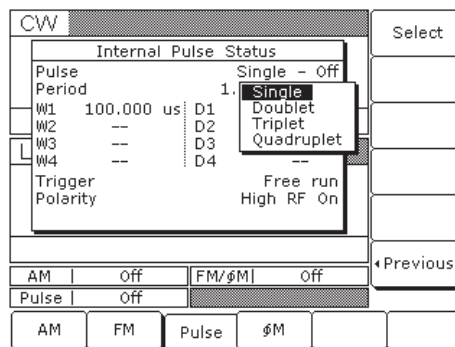 CW
Select
Internal Pulse Status
Pulse Single - Off
Period 1.
Single
Doublet
Triplet
Quadruplet
W1 100.000 us D1
W2 -- D2
W3 -- D3
W4 -- D4 --
L
Trigger Free run
Polarity High RF On
◂Previous
AM Off FM/ϕM Off
Pulse Off
AM FM Pulse ϕM